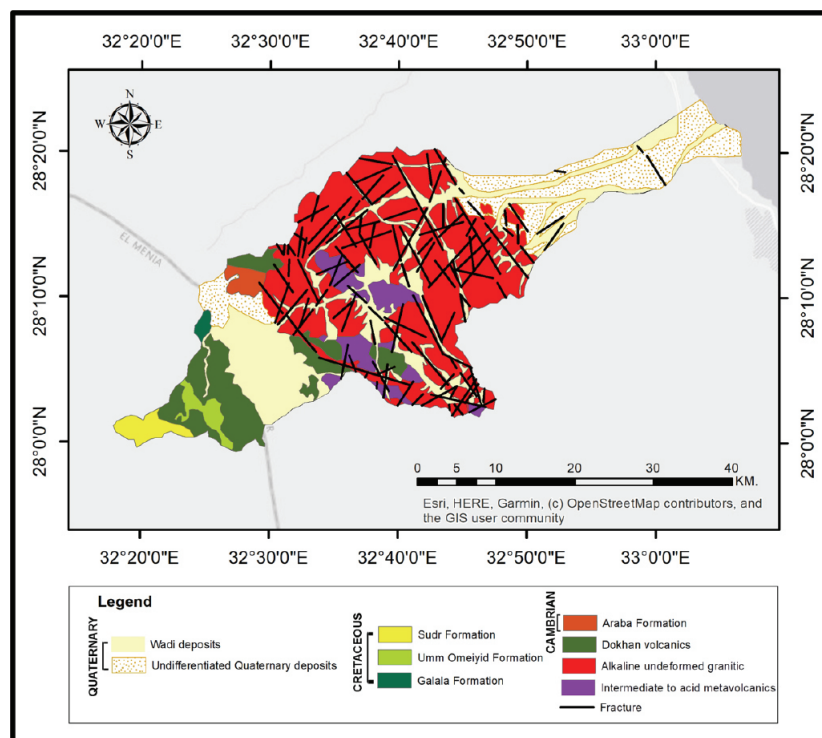 32°20'0"E 32°30'0"E 32°40'0"E 32°50'0"E 33°0'0"E
N
W E
S
28°20'0"N 28°20'0"N
EL MENIA
28°10'0"N 28°10'0"N
28°0'0"N 28°0'0"N
0 5 10 20 30 40
KM.
Esri, HERE, Garmin, (c) OpenStreetMap contributors, and
the GIS user community
32°20'0"E 32°30'0"E 32°40'0"E 32°50'0"E 33°0'0"E
Legend
QUATERNARY
Wadi deposits
Undifferentiated Quaternary deposits
CRETACEOUS
Sudr Formation
Umm Omeiyid Formation
Galala Formation
CAMBRIAN
Araba Formation
Dokhan volcanics
Alkaline undeformed granitic
Intermediate to acid metavolcanics
Fracture